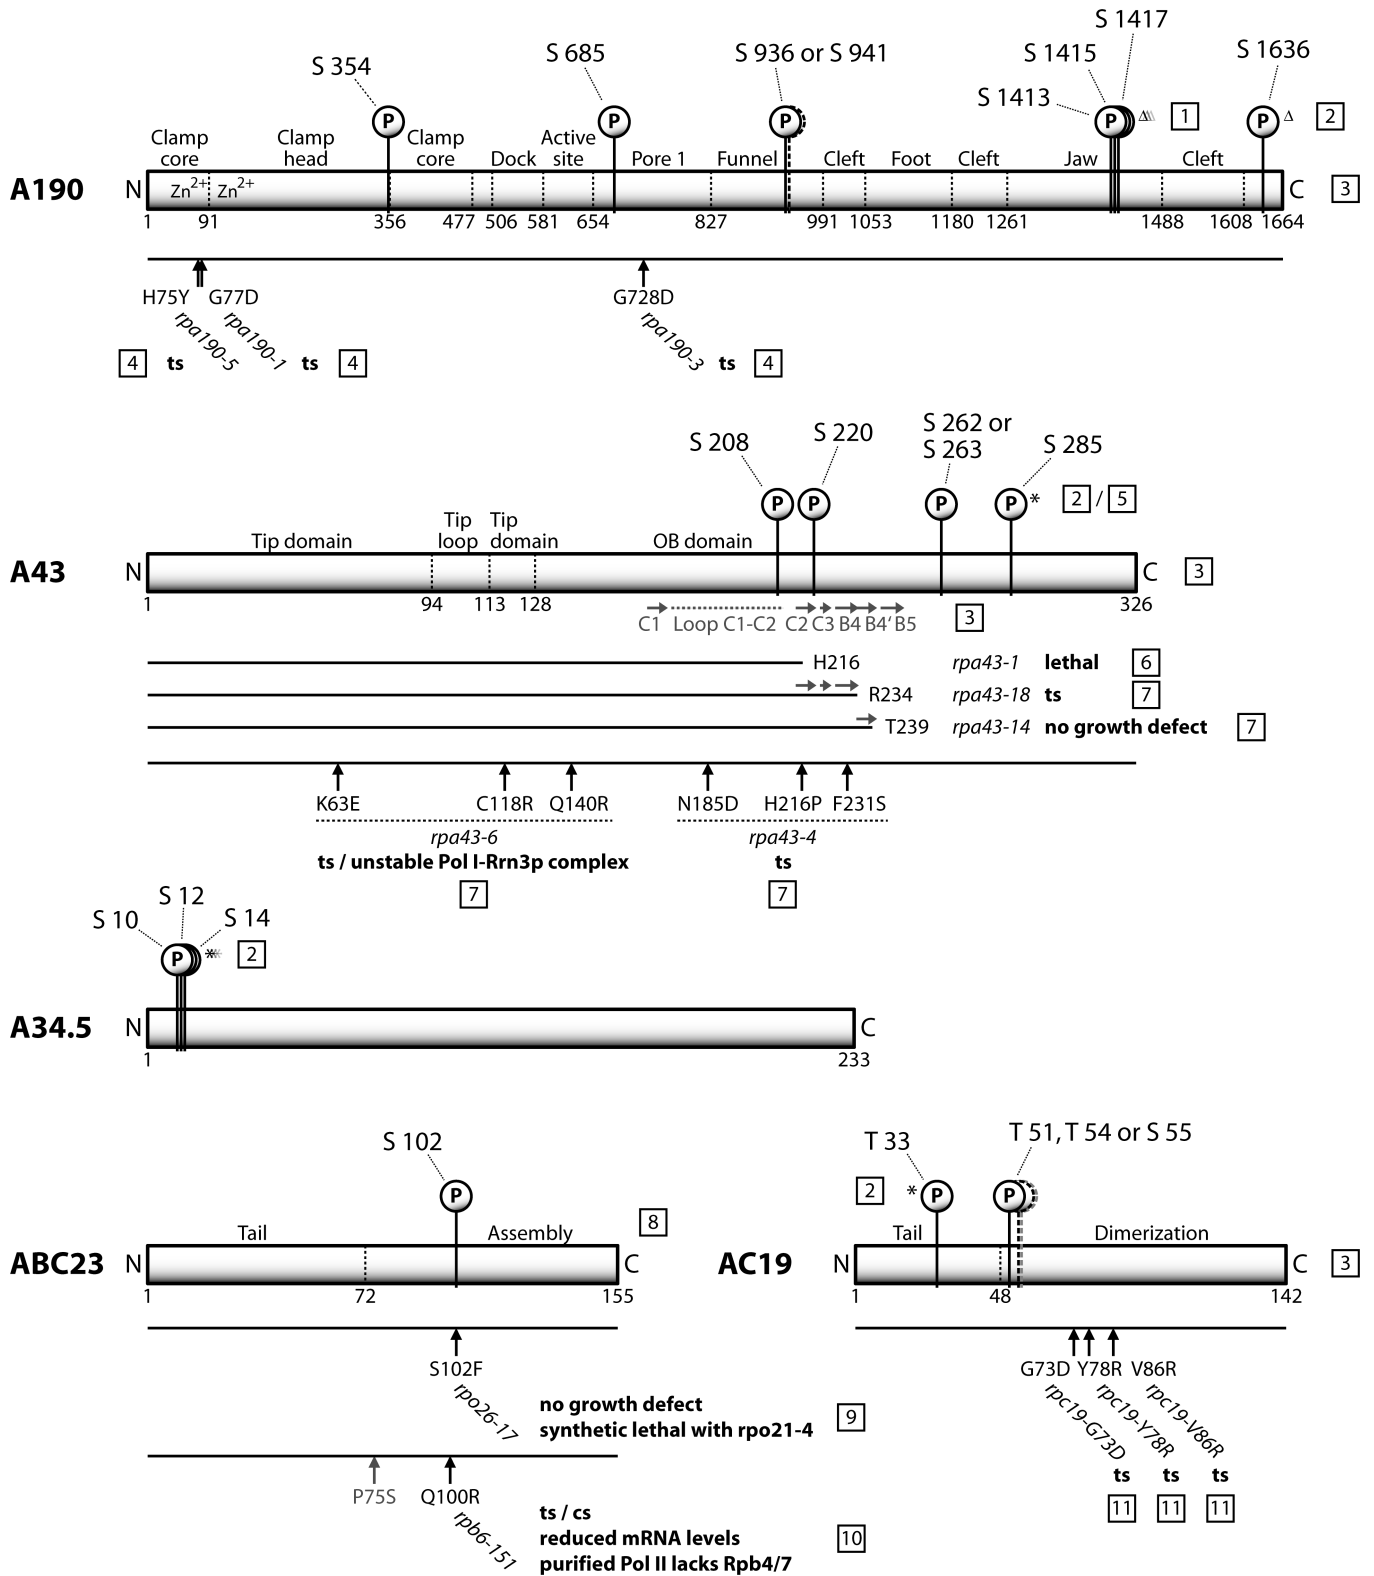 S 1417
S 354
S 685
S 936 or S 941
S 1415
S 1636
S 1413
P P P P Δ 1 P Δ 2
Clamp core
Clamp head
Clamp core
Dock
Active site
Pore 1
Funnel
Cleft
Foot
Cleft
Jaw
Cleft
A190 N Zn2+ Zn2+ C 3
1 91 356 477 506 581 654 827 991 1053 1180 1261 1488 1608 1664
H75Y G77D G728D
rpa190-5 rpa190-1 rpa190-3
4 ts ts 4 ts 4
S 208
S 220
S 262 or
S 263
S 285
P P P P * 2 / 5
Tip domain
Tip loop
Tip domain
OB domain
A43 N C 3
1 94 113 128 326
C1 Loop C1-C2 C2 C3 B4 B4‘ B5 3
H216 rpa43-1 lethal 6
R234 rpa43-18 ts 7
T239 rpa43-14 no growth defect 7
K63E C118R Q140R N185D H216P F231S
rpa43-6 rpa43-4
ts / unstable Pol I-Rrn3p complex ts
7 7
S 12
S 10 S 14
P * 2
A34.5 N C
1 233
S 102
P
8
Tail Assembly
ABC23 N C
1 72 155
S102F
rpo26-17
no growth defect
synthetic lethal with rpo21-4
9
P75S Q100R
rpb6-151
ts / cs
reduced mRNA levels
purified Pol II lacks Rpb4/7
10
T 33 T 51, T 54 or S 55
2 * P P
Tail Dimerization
AC19 N C 3
1 48 142
G73D Y78R V86R
rpc19-G73D rpc19-Y78R rpc19-V86R
ts ts ts
11 11 11